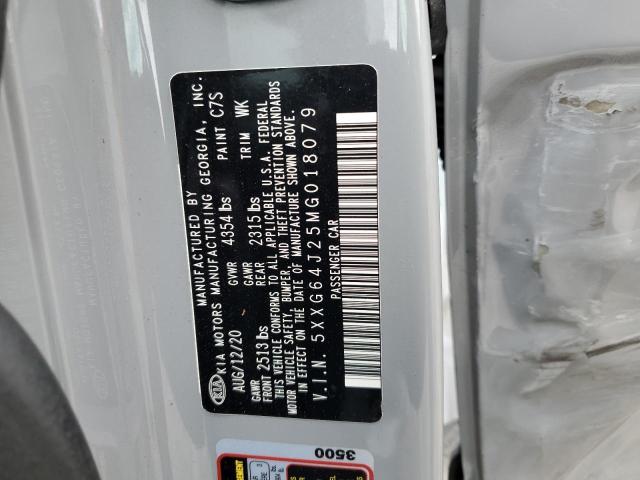 MANUFACTURED BY
KIA KIA MOTORS MANUFACTURING GEORGIA, INC.
AUG/12/20 GVWR 4354 lbs PAINT C7S
GAWR FRONT 2513 lbs GAWR REAR 2315 lbs TRIM WK
THIS VEHICLE CONFORMS TO ALL APPLICABLE U.S.A. FEDERAL
MOTOR VEHICLE SAFETY, BUMPER, AND THEFT PREVENTION STANDARDS
IN EFFECT ON THE DATE OF MANUFACTURE SHOWN ABOVE.
V.I.N. 5XXG64J25MG018079
PASSENGER CAR
3500